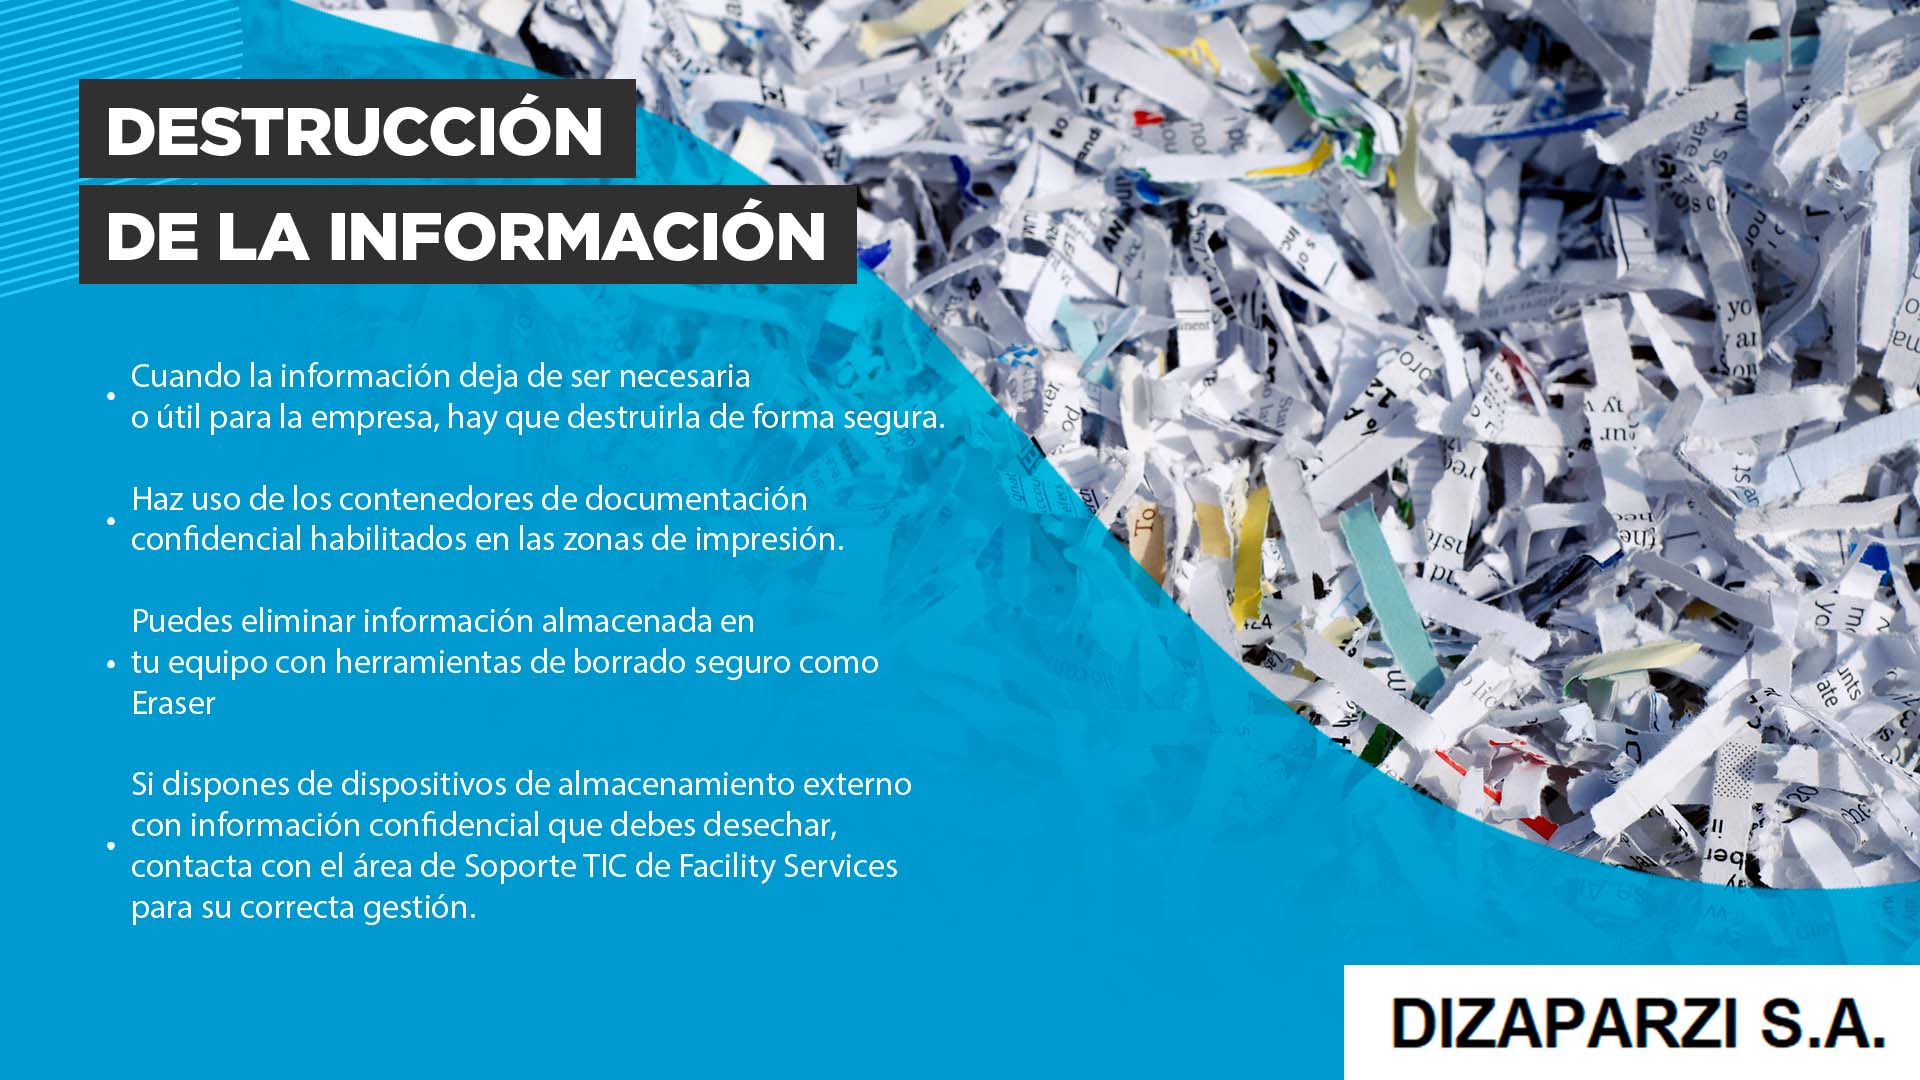 DESTRUCCIÓN
DE LA INFORMACIÓN
• Cuando la información deja de ser necesaria
o útil para la empresa, hay que destruirla de forma segura.
• Haz uso de los contenedores de documentación
confidencial habilitados en las zonas de impresión.
Puedes eliminar información almacenada en
• tu equipo con herramientas de borrado seguro como
Eraser
Si dispones de dispositivos de almacenamiento externo
con información confidencial que debes desechar,
• contacta con el área de Soporte TIC de Facility Services
para su correcta gestión.
DIZAPARZI S.A.